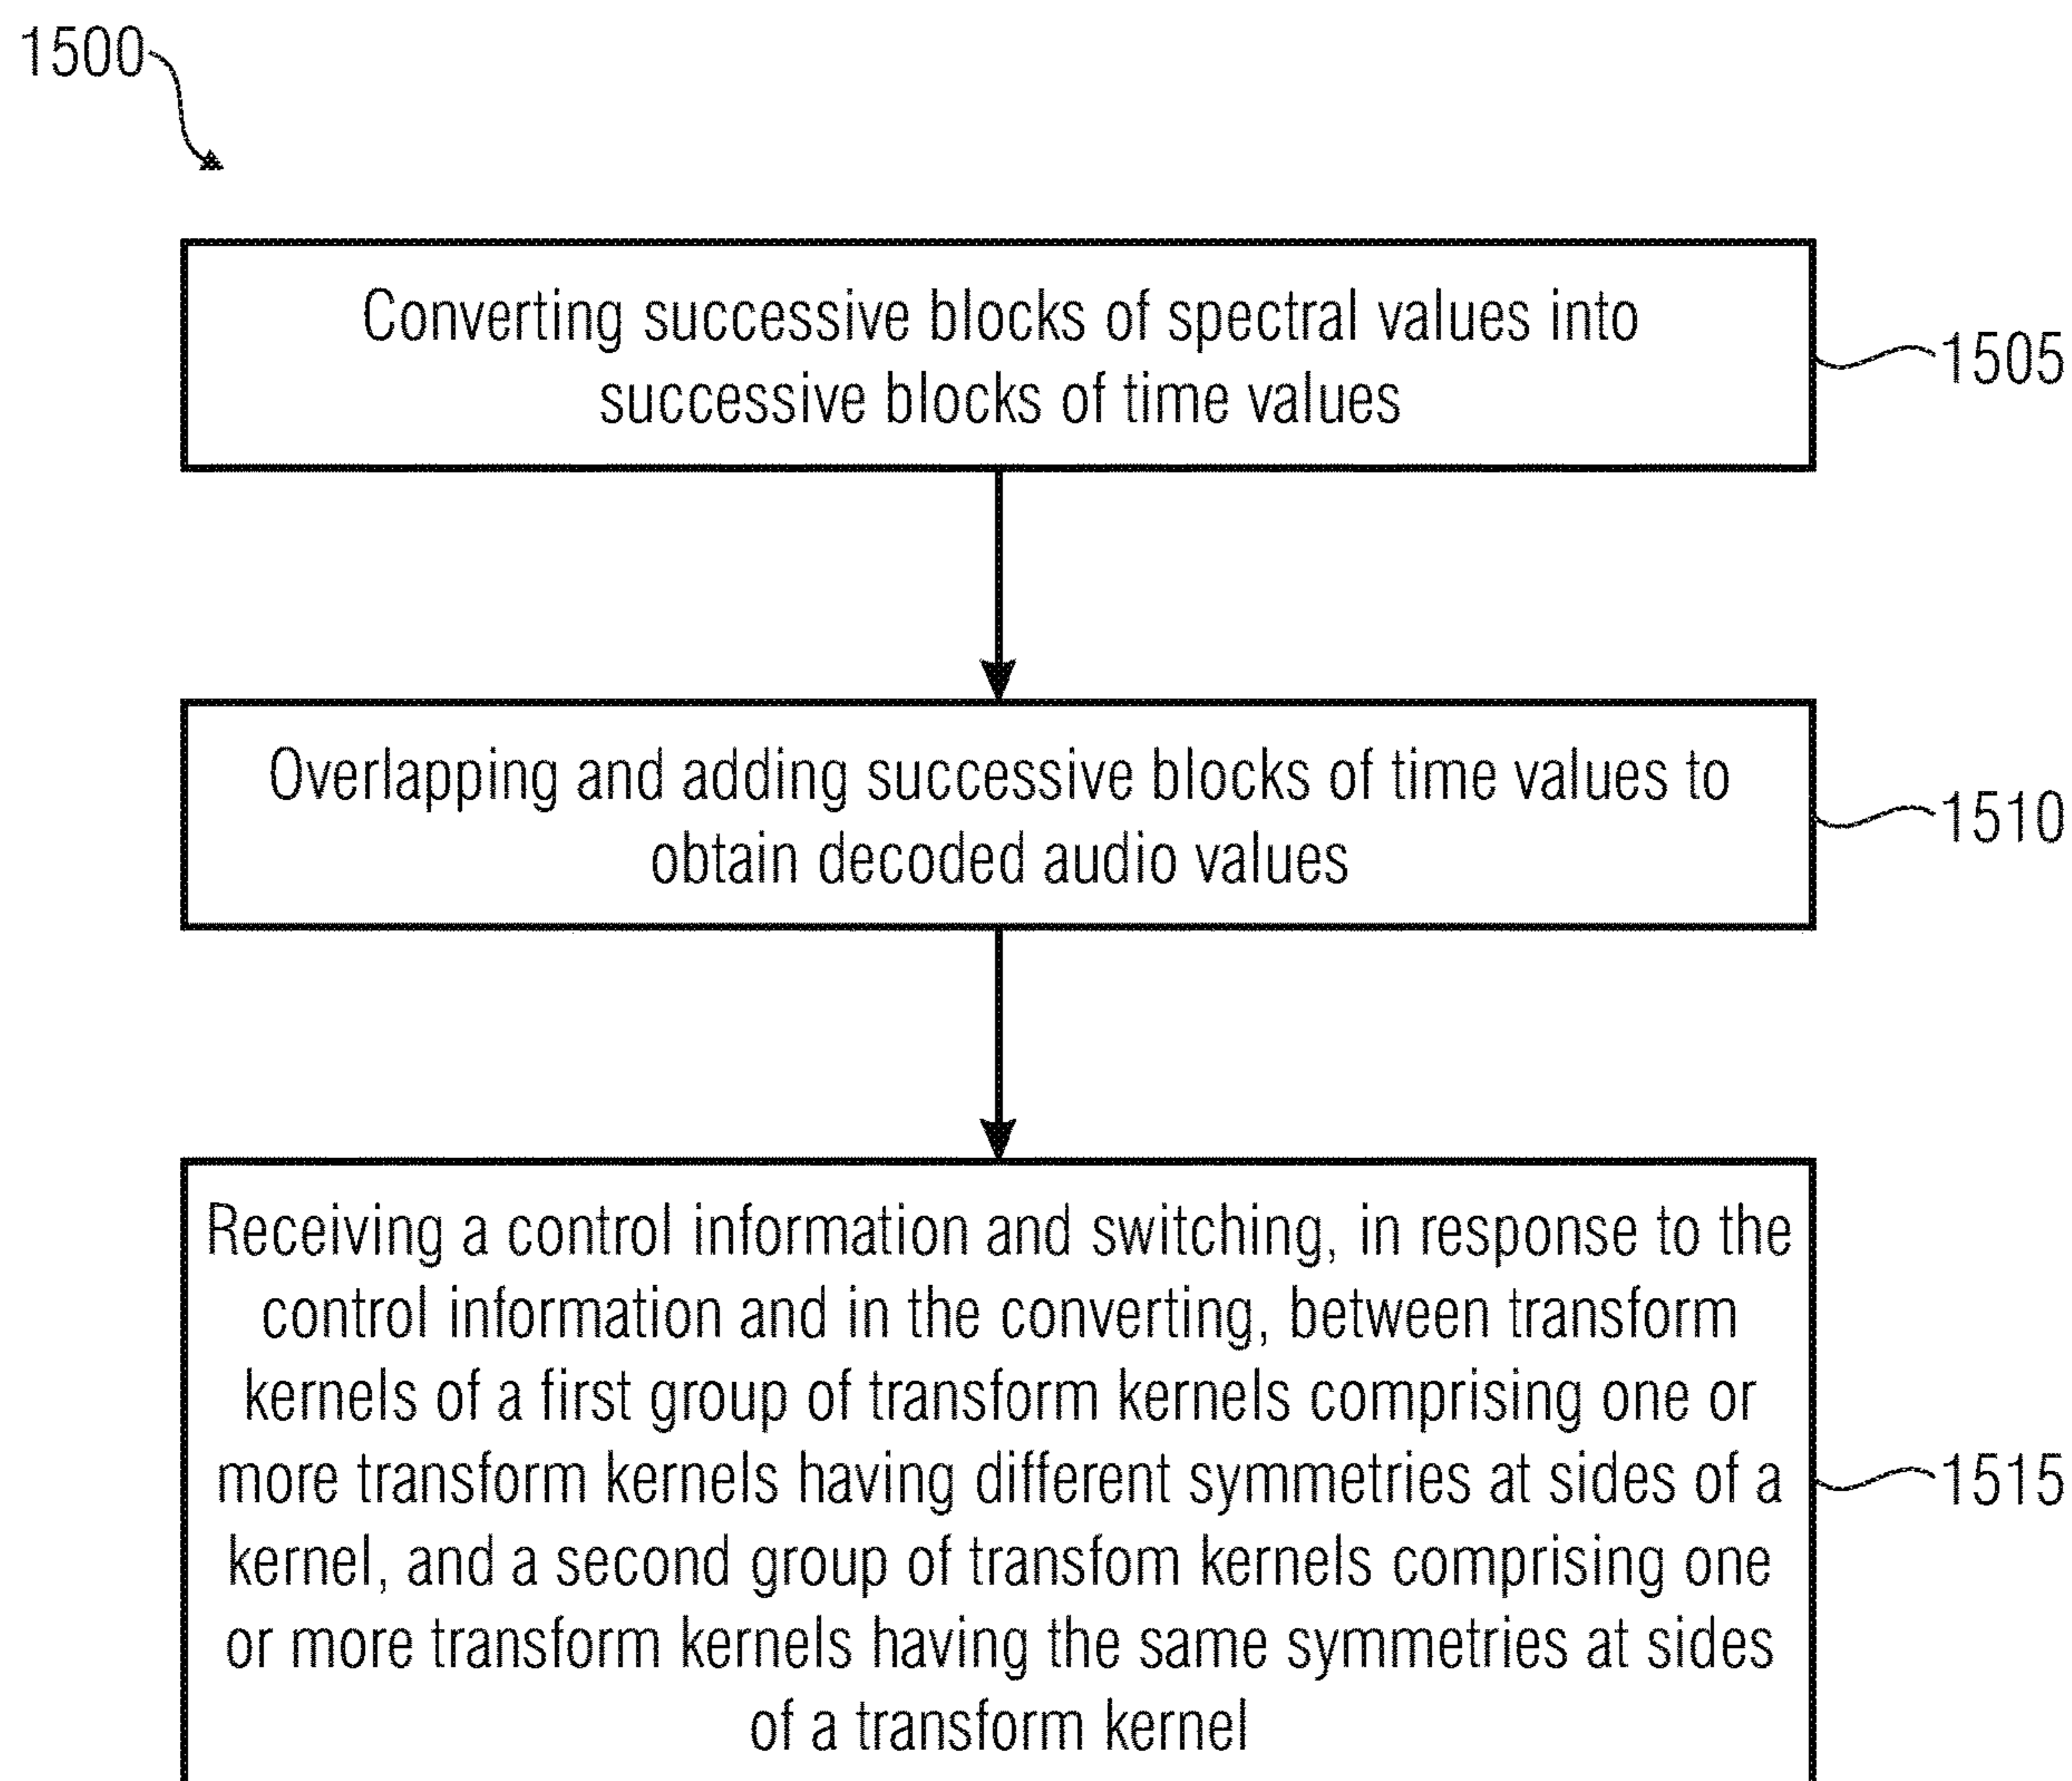 1500
Converting successive blocks of spectral values into
successive blocks of time values
1505
Overlapping and adding successive blocks of time values to
obtain decoded audio values
1510
Receiving a control information and switching, in response to the
control information and in the converting, between transform
kernels of a first group of transform kernels comprising one or
more transform kernels having different symmetries at sides of a
kernel, and a second group of transfom kernels comprising one
or more transform kernels having the same symmetries at sides
of a transform kernel
1515